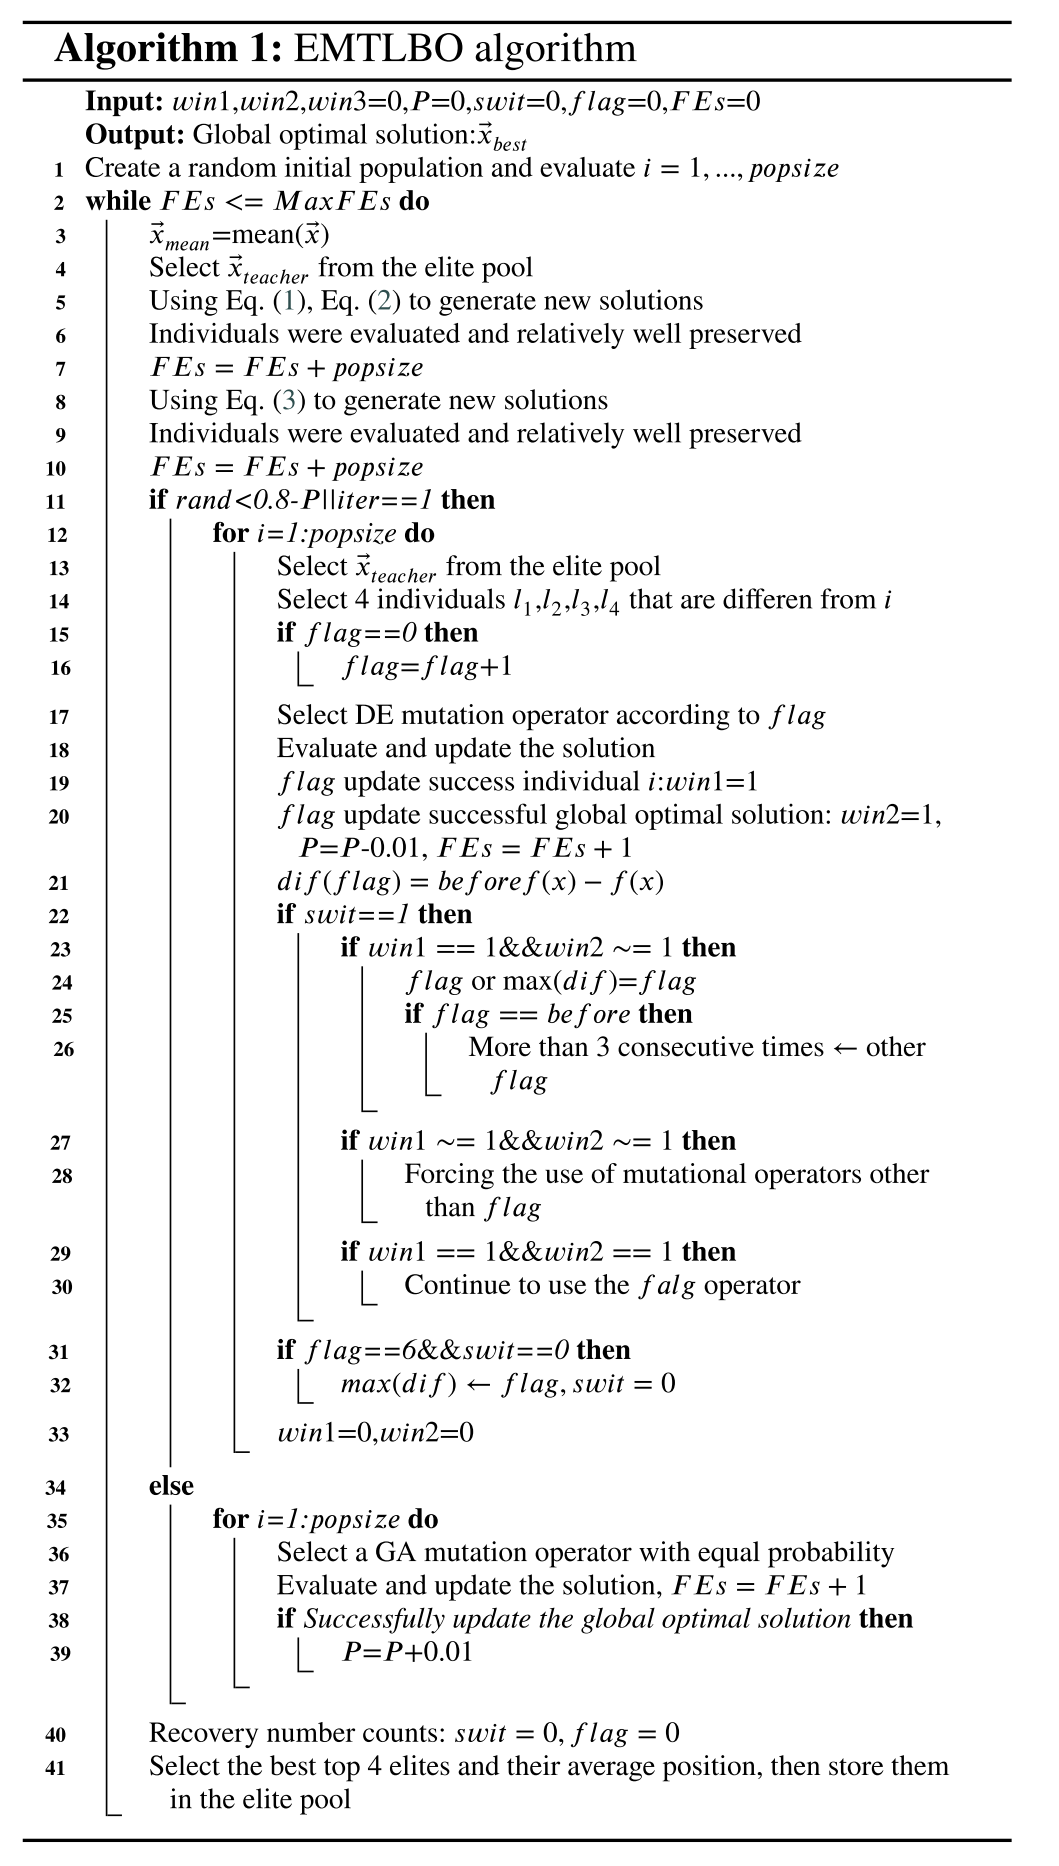 Algorithm 1: EMTLBO algorithm
Input: win1,win2,win3=0,P=0,swit=0,flag=0,FEs=0
Output: Global optimal solution:x⃗_best
1 Create a random initial population and evaluate i = 1, ..., popsize
2 while FEs <= MaxFEs do
3 x⃗_mean=mean(x⃗)
4 Select x⃗_teacher from the elite pool
5 Using Eq. (1), Eq. (2) to generate new solutions
6 Individuals were evaluated and relatively well preserved
7 FEs = FEs + popsize
8 Using Eq. (3) to generate new solutions
9 Individuals were evaluated and relatively well preserved
10 FEs = FEs + popsize
11 if rand<0.8-P||iter==1 then
12 for i=1:popsize do
13 Select x⃗_teacher from the elite pool
14 Select 4 individuals l_1,l_2,l_3,l_4 that are differen from i
15 if flag==0 then
16 flag=flag+1
17 Select DE mutation operator according to flag
18 Evaluate and update the solution
19 flag update success individual i:win1=1
20 flag update successful global optimal solution: win2=1,
P=P-0.01, FEs = FEs + 1
21 dif(flag) = beforef(x) − f(x)
22 if swit==1 then
23 if win1 == 1&&win2 ~= 1 then
24 flag or max(dif)=flag
25 if flag == before then
26 More than 3 consecutive times ← other
flag
27 if win1 ~= 1&&win2 ~= 1 then
28 Forcing the use of mutational operators other
than flag
29 if win1 == 1&&win2 == 1 then
30 Continue to use the falg operator
31 if flag==6&&swit==0 then
32 max(dif) ← flag, swit = 0
33 win1=0,win2=0
34 else
35 for i=1:popsize do
36 Select a GA mutation operator with equal probability
37 Evaluate and update the solution, FEs = FEs + 1
38 if Successfully update the global optimal solution then
39 P=P+0.01
40 Recovery number counts: swit = 0, flag = 0
41 Select the best top 4 elites and their average position, then store them
in the elite pool